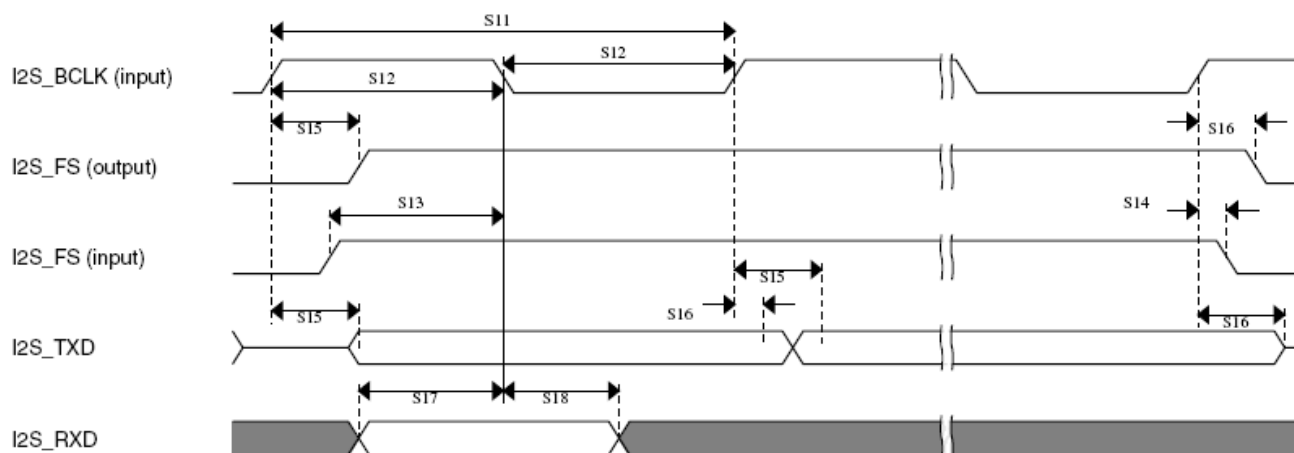 S11
S12
I2S_BCLK (input)
S12
S15
S16
I2S_FS (output)
S13
S14
I2S_FS (input)
S15
S15
S16
S16
I2S_TXD
S17
S18
I2S_RXD